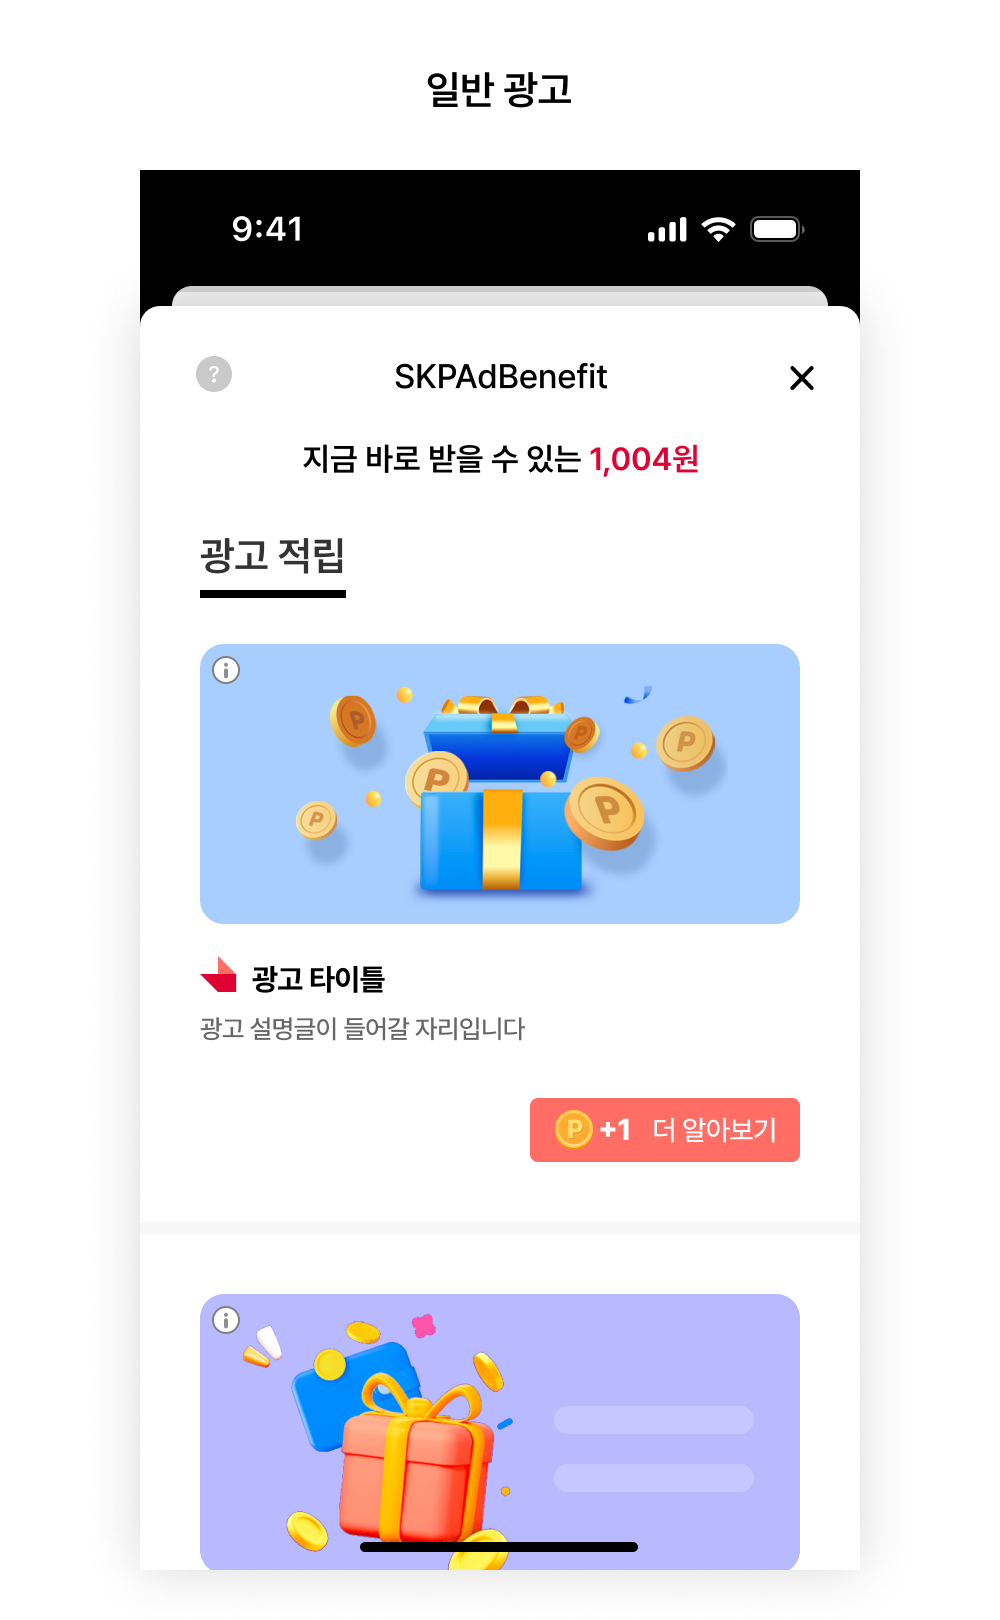 일반 광고
9:41
?
SKPAdBenefit
지금 바로 받을 수 있는 1,004원
광고 적립
P
P
P
P
P
P
광고 타이틀
광고 설명글이 들어갈 자리입니다
P +1 더 알아보기